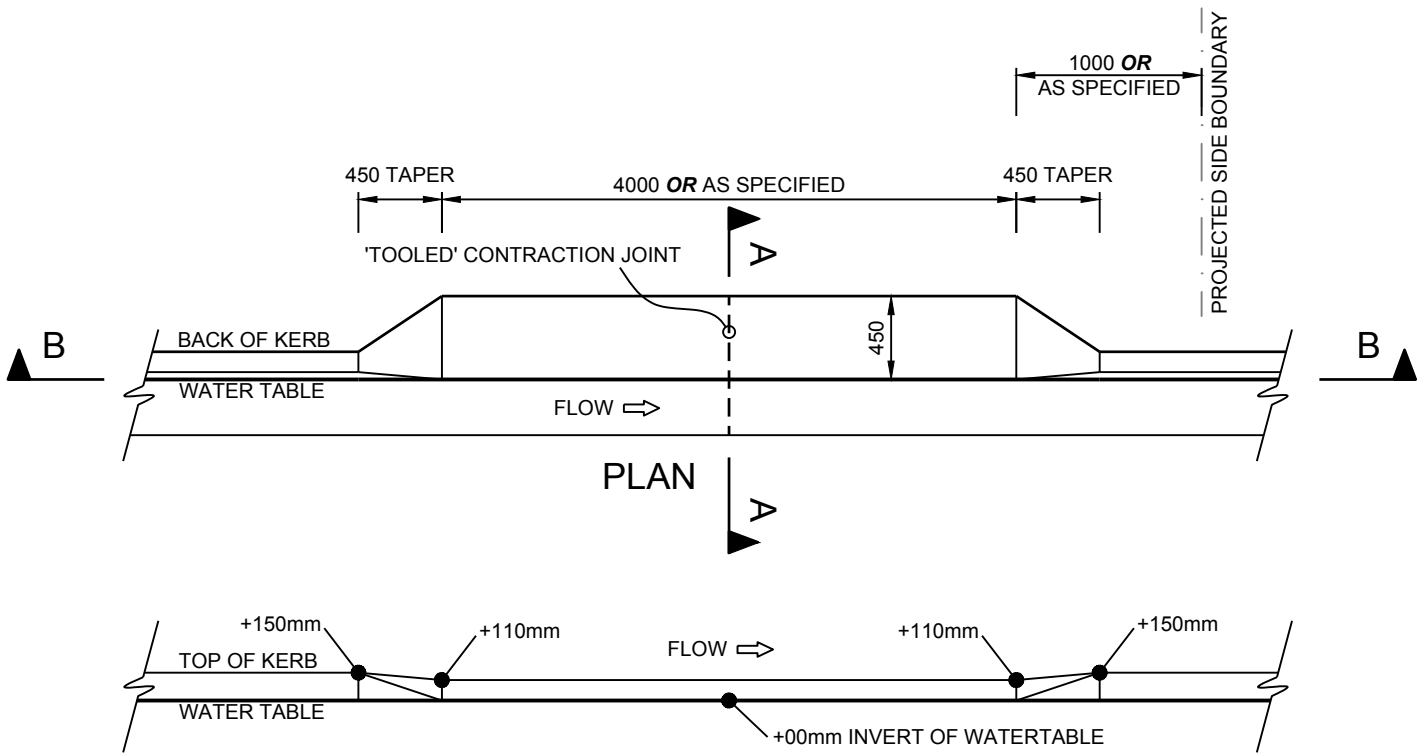 1000 OR
AS SPECIFIED
PROJECTED SIDE BOUNDARY
450 TAPER
4000 OR AS SPECIFIED
450 TAPER
A
'TOOLED' CONTRACTION JOINT
B
BACK OF KERB
450
B
WATER TABLE
FLOW
PLAN
A
+150mm
+110mm
FLOW
+110mm
+150mm
TOP OF KERB
WATER TABLE
+00mm INVERT OF WATERTABLE